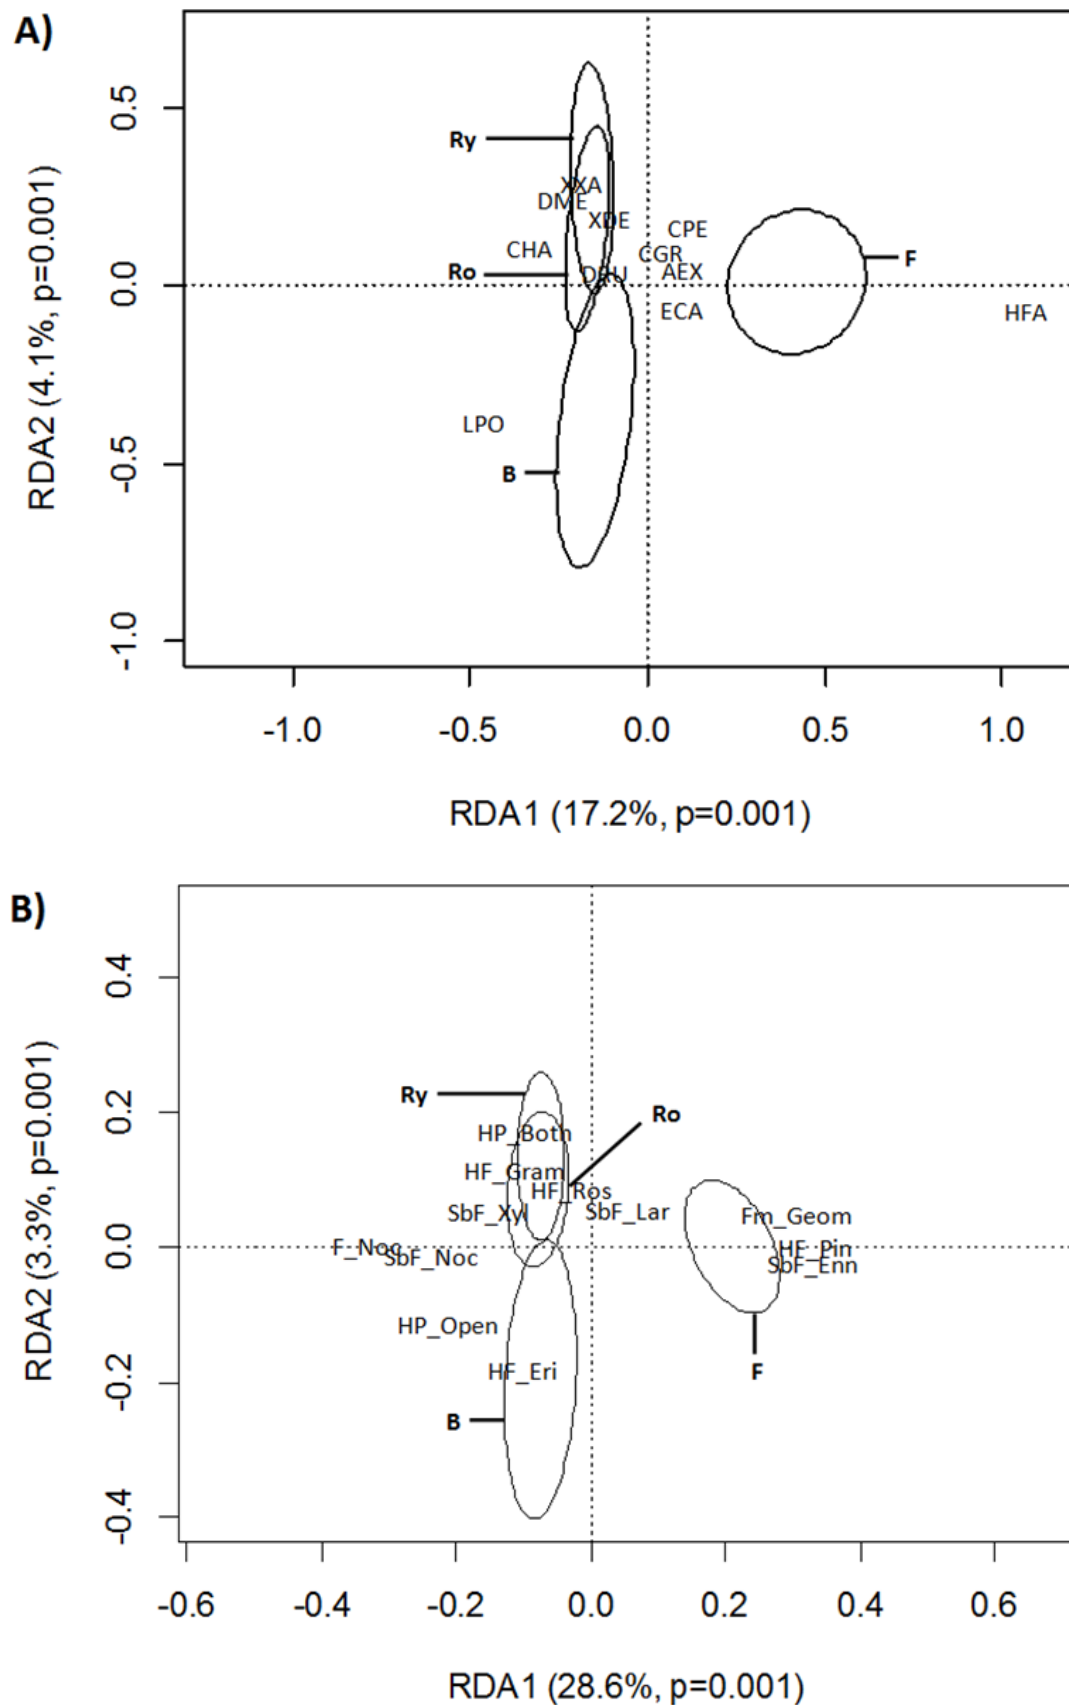 A)
0.5
Ry
XXA
DME
XDE
CPE
CHA
CGR
F
Ro
DPU
AEX
0.0
ECA
HFA
RDA2 (4.1%, p=0.001)
LPO
-0.5
B
-1.0
-1.0 -0.5 0.0 0.5 1.0
RDA1 (17.2%, p=0.001)
B)
0.4
Ry
Ro
0.2
HP_Both
HF_Gram
HF_Ros
SbF_Xyl
SbF_Lar
Fm_Geom
0.0
F_Noc
SbF_Noc
HF_Pin
SbF_Enn
RDA2 (3.3%, p=0.001)
HP_Open
HF_Eri
F
-0.2
B
-0.4
-0.6 -0.4 -0.2 0.0 0.2 0.4 0.6
RDA1 (28.6%, p=0.001)